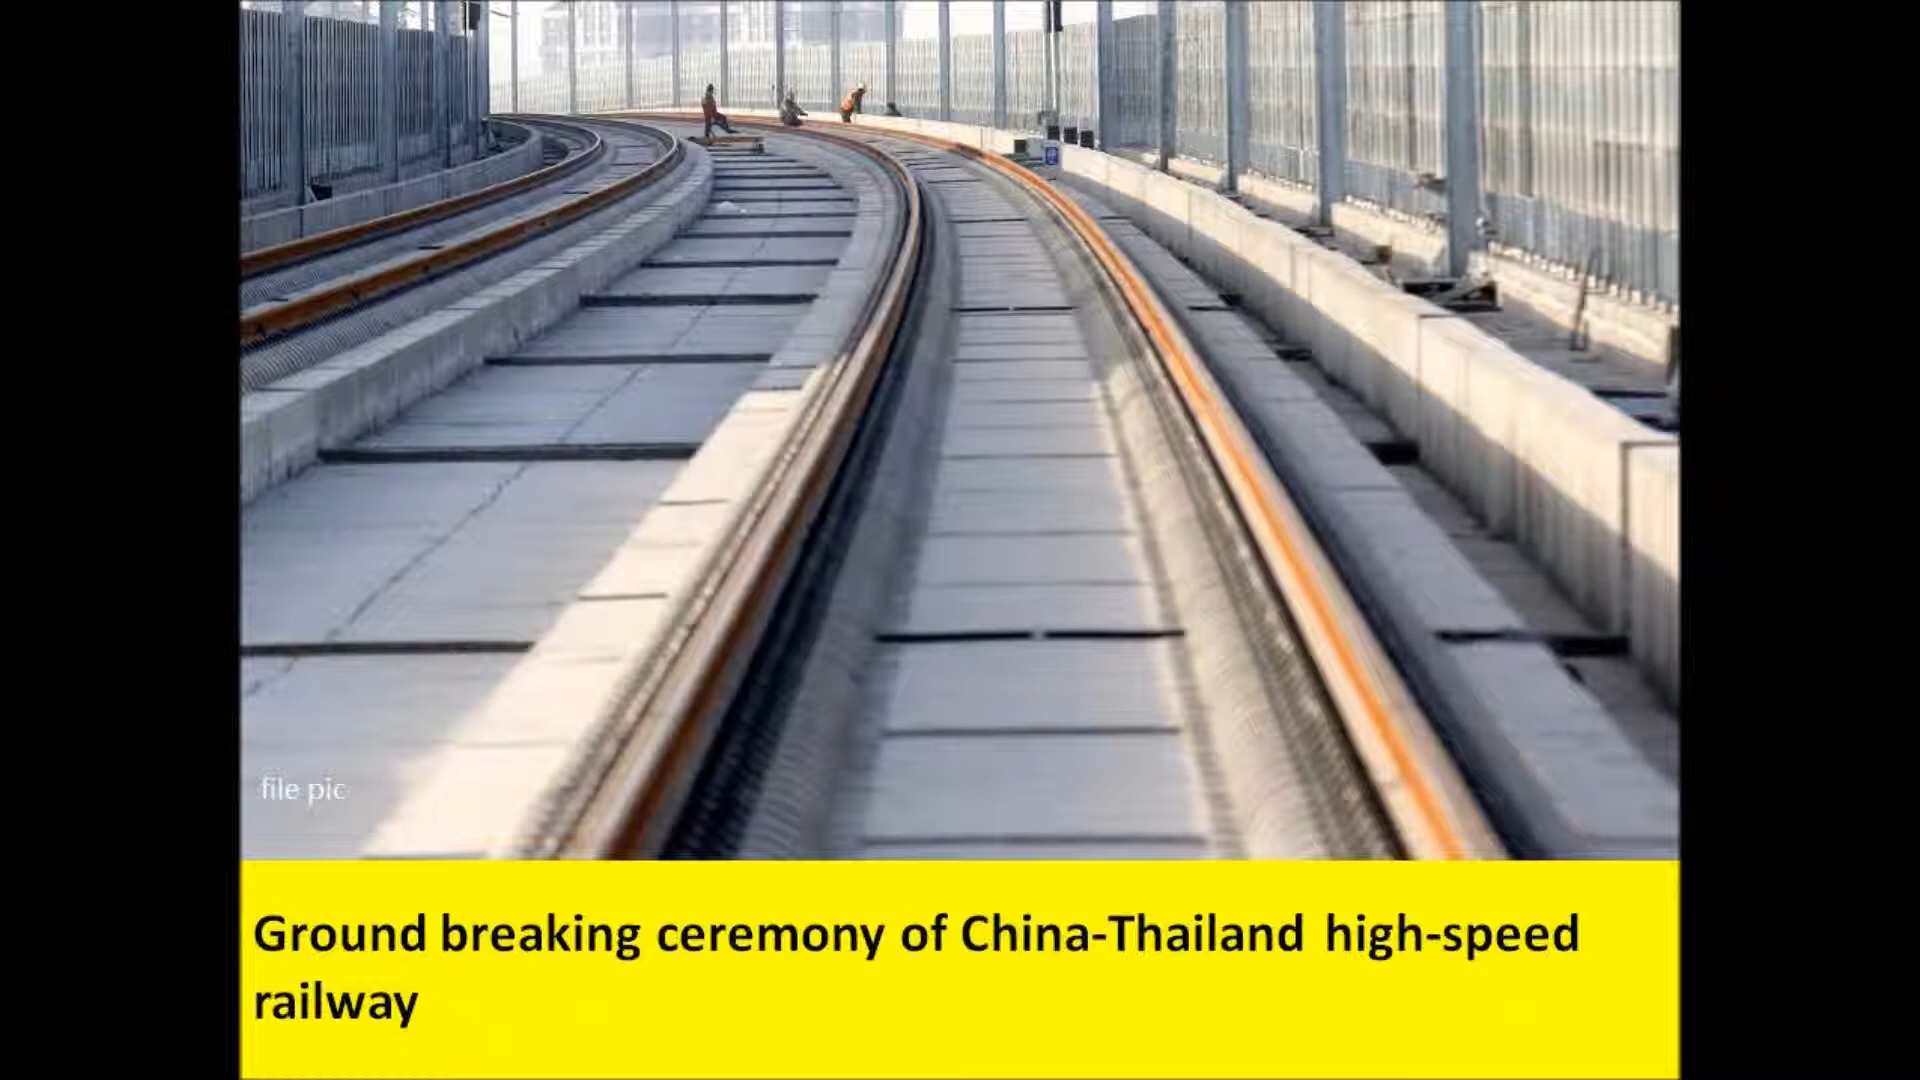 file pic
Ground breaking ceremony of China-Thailand high-speed
railway